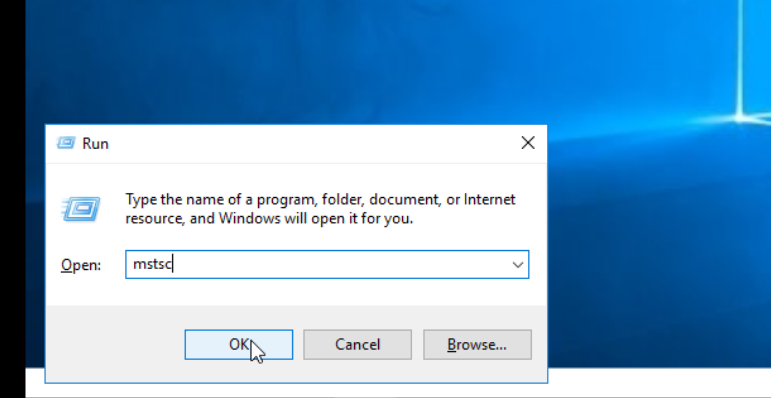 Run
Type the name of a program, folder, document, or Internet
resource, and Windows will open it for you.
Open: mstsc
OK Cancel Browse...